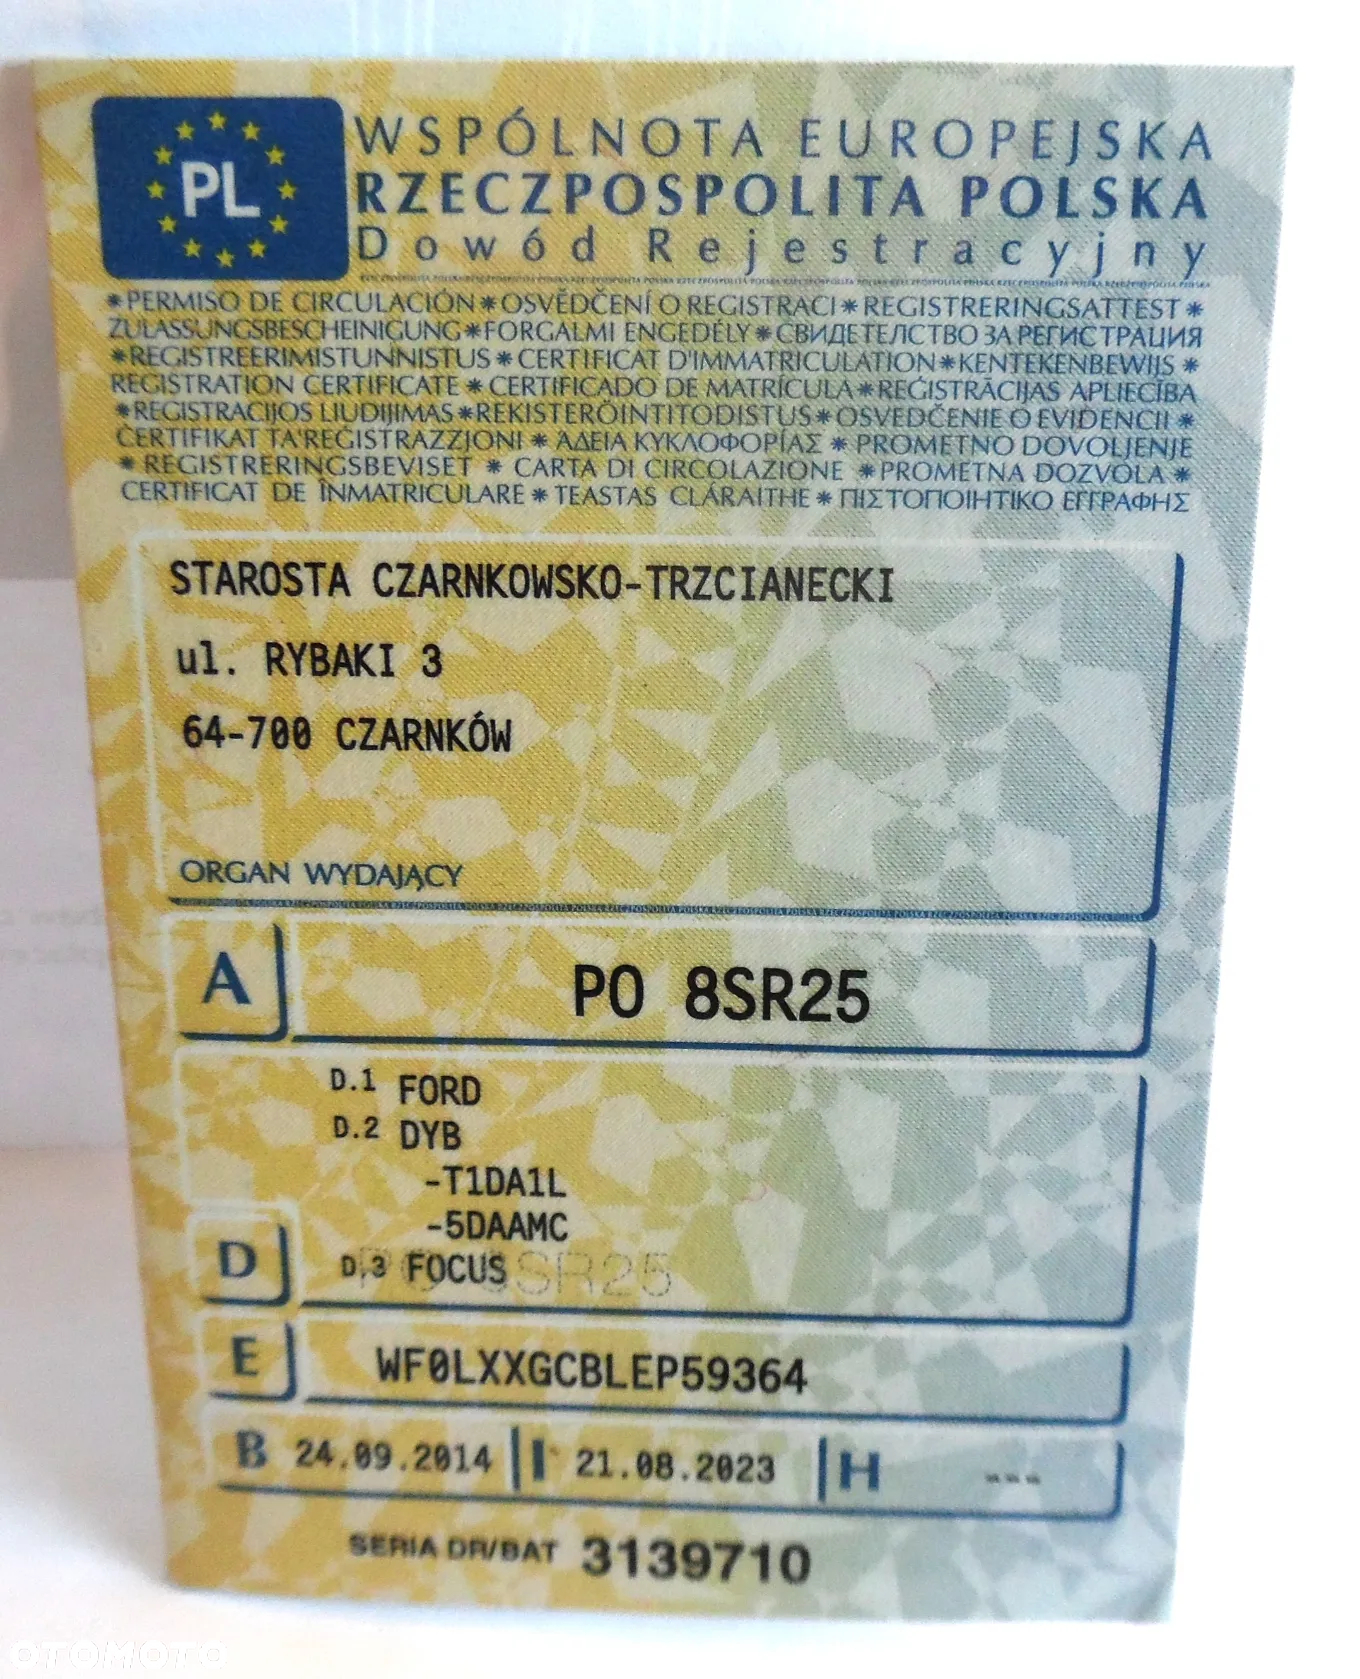 PL
WSPÓLNOTA EUROPEJSKA
RZECZPOSPOLITA POLSKA
Dowód Rejestracyjny
*PERMISO DE CIRCULACIÓN*OSVĚDČENÍ O REGISTRACI*REGISTRERINGSATTEST*
ZULASSUNGSBESCHEINIGUNG*FORGALMI ENGEDÉLY*СВИДЕТЕЛСТВО ЗА РЕГИСТРАЦИЯ
*REGISTREERIMISTUNNISTUS*CERTIFICAT D'IMMATRICULATION*KENTEKENBEWIJS*
REGISTRATION CERTIFICATE*CERTIFICADO DE MATRÍCULA*REĢISTRĀCIJAS APLIECĪBA
*REGISTRACIJOS LIUDIJIMAS*REKISTERÖINTITODISTUS*OSVEDČENIE O EVIDENCII*
ĊERTIFIKAT TA'REĠISTRAZZJONI*ΑΔΕΙΑ ΚΥΚΛΟΦΟΡΙΑΣ*PROMETNO DOVOLJENJE
*REGISTRERINGSBEVISET*CARTA DI CIRCOLAZIONE*PROMETNA DOZVOLA*
CERTIFICAT DE ÎNMATRICULARE*TEASTAS CLÁRAITHE*ΠΙΣΤΟΠΟΙΗΤΙΚΟ ΕΓΓΡΑΦΗΣ
STAROSTA CZARNKOWSKO-TRZCIANECKI
ul. RYBAKI 3
64-700 CZARNKÓW
ORGAN WYDAJĄCY
A PO 8SR25
D.1 FORD
D.2 DYB
-T1DA1L
-5DAAMC
D D.3 FOCUS
E WF0LXXGCBLEP59364
B 24.09.2014 I 21.08.2023 H ---
SERIA DR/BAT 3139710
OTOMOTO